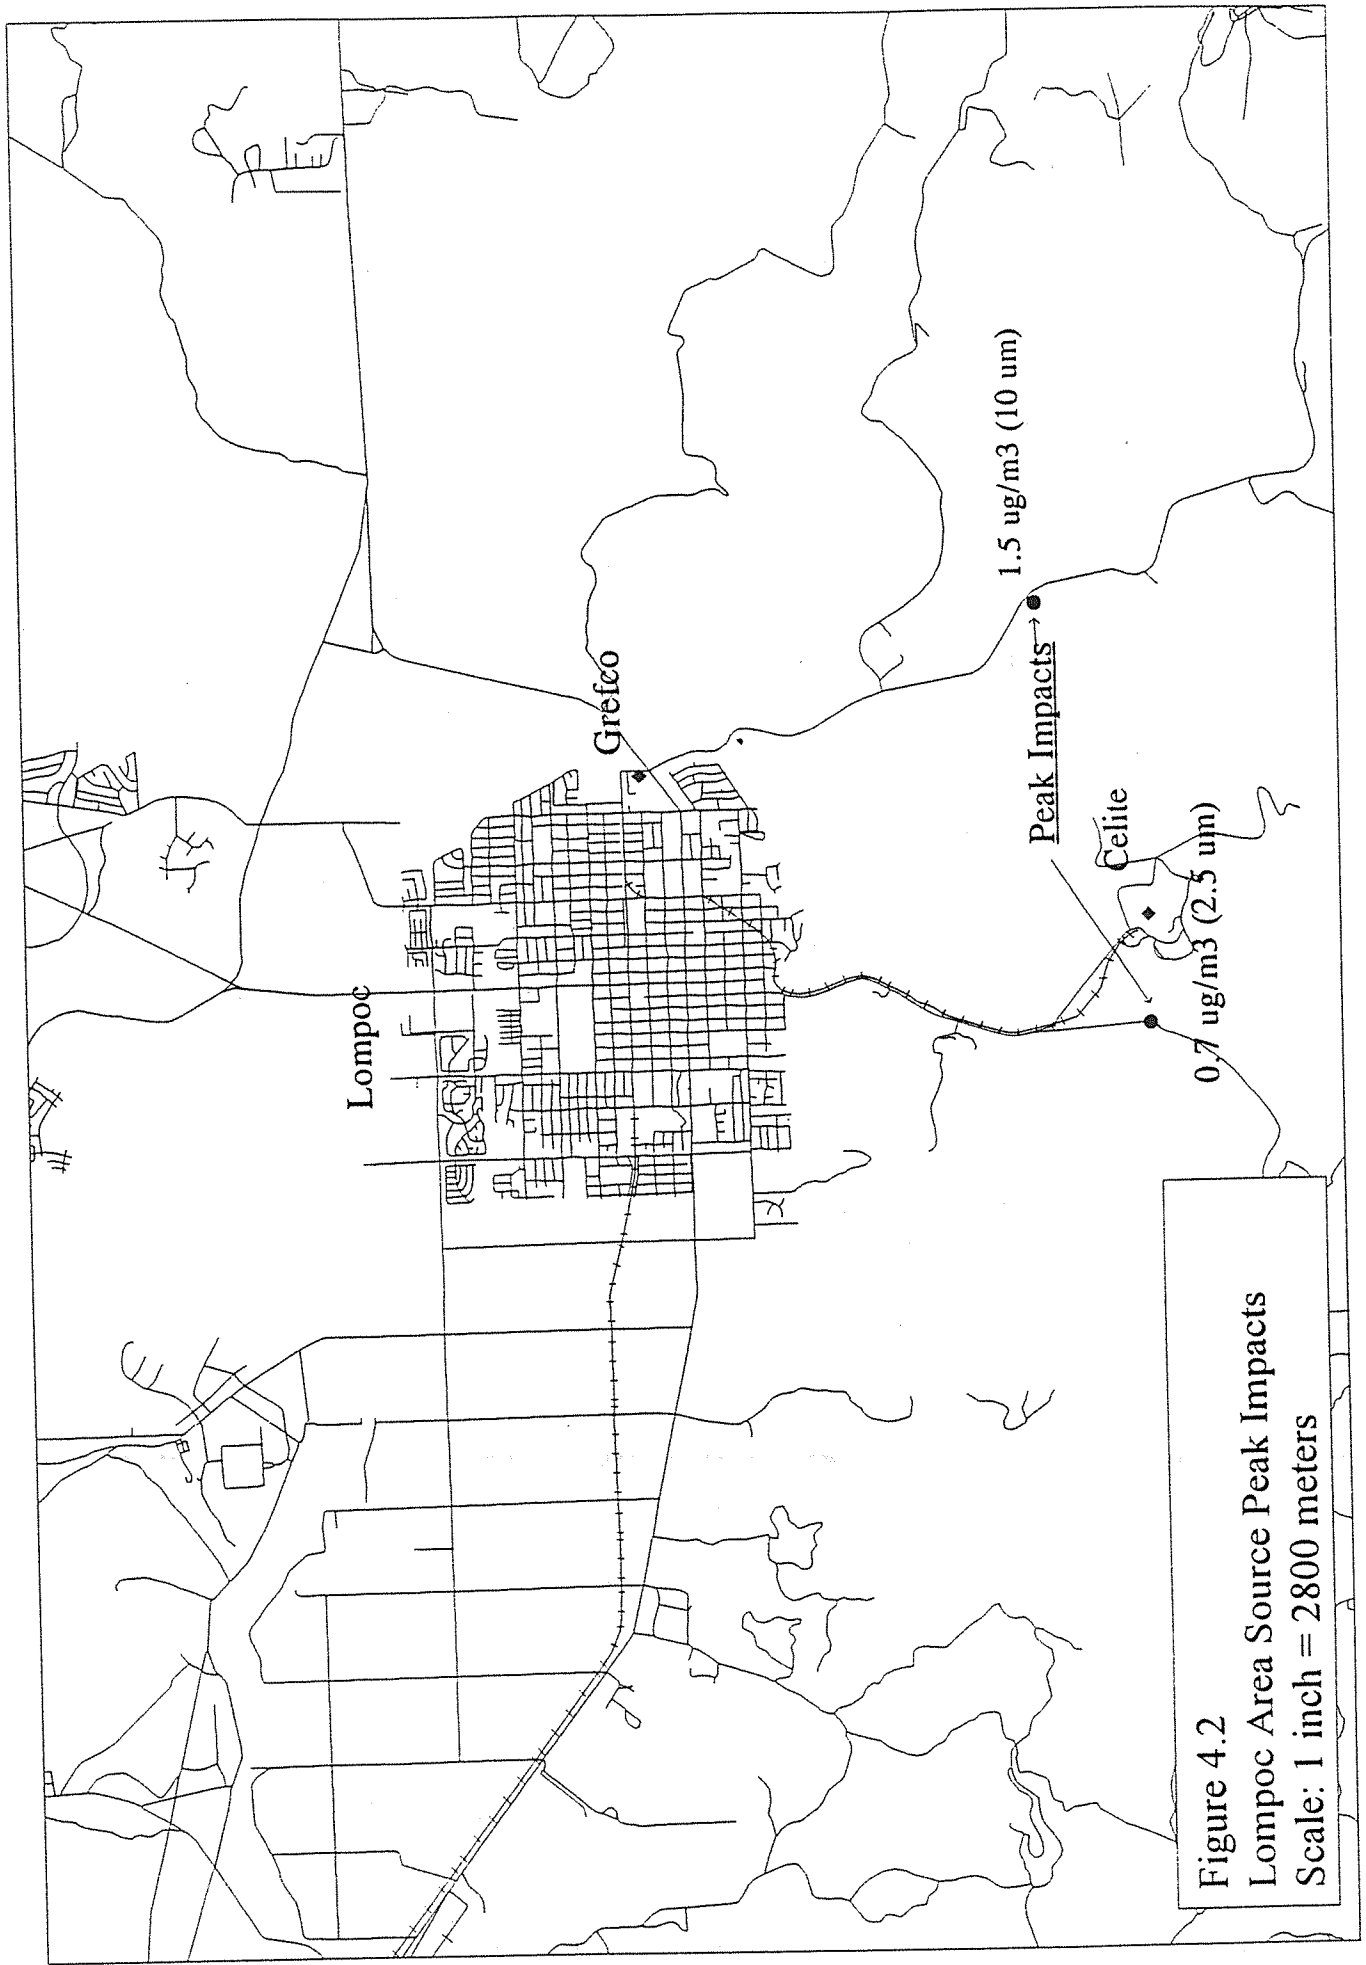 Lompoc
Grefco
1.5 ug/m3 (10 um)
Peak Impacts
Celite
0.7 ug/m3 (2.5 um)
Figure 4.2
Lompoc Area Source Peak Impacts
Scale: 1 inch = 2800 meters